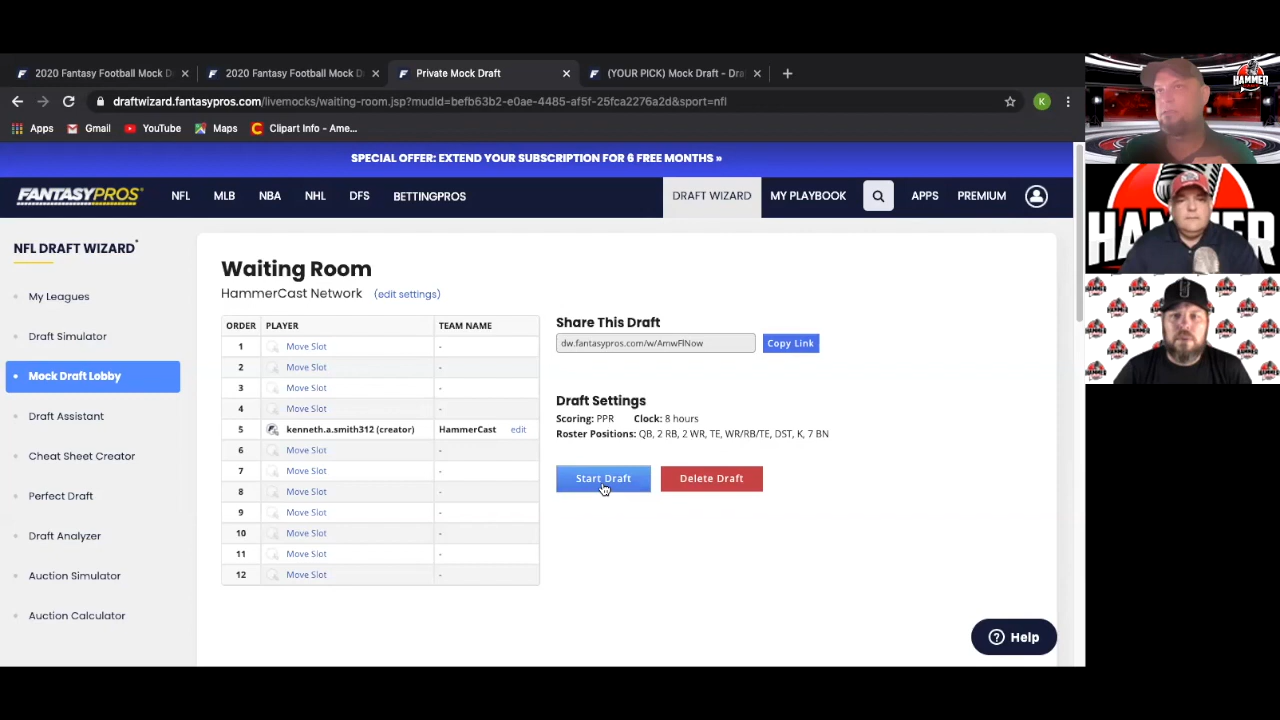 2020 Fantasy Football Mock D
2020 Fantasy Football Mock D
Private Mock Draft
(YOUR PICK) Mock Draft - Dra
draftwizard.fantasypros.com/livemocks/waiting-room.jsp?mudId=befb63b2-e0ae-4485-af5f-25fca2276a2d&sport=nfl
K
Apps
Gmail
YouTube
Maps
Clipart Info - Ame...
SPECIAL OFFER: EXTEND YOUR SUBSCRIPTION FOR 6 FREE MONTHS »
FANTASYPROS
NFL
MLB
NBA
NHL
DFS
BETTINGPROS
DRAFT WIZARD
MY PLAYBOOK
APPS
PREMIUM
NFL DRAFT WIZARD
My Leagues
Draft Simulator
Mock Draft Lobby
Draft Assistant
Cheat Sheet Creator
Perfect Draft
Draft Analyzer
Auction Simulator
Auction Calculator
Waiting Room
HammerCast Network (edit settings)
ORDER PLAYER TEAM NAME
1 Move Slot -
2 Move Slot -
3 Move Slot -
4 Move Slot -
5 kenneth.a.smith312 (creator) HammerCast edit
6 Move Slot -
7 Move Slot -
8 Move Slot -
9 Move Slot -
10 Move Slot -
11 Move Slot -
12 Move Slot -
Share This Draft
dw.fantasypros.com/w/AmwFlNow
Copy Link
Draft Settings
Scoring: PPR Clock: 8 hours
Roster Positions: QB, 2 RB, 2 WR, TE, WR/RB/TE, DST, K, 7 BN
Start Draft
Delete Draft
Help
HAMMER
HAMMER